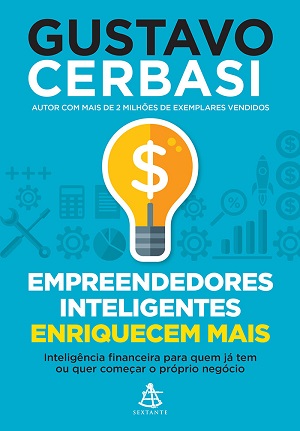 GUSTAVO
CERBASI
AUTOR COM MAIS DE 2 MILHÕES DE EXEMPLARES VENDIDOS
$
EMPREENDEDORES
INTELIGENTES
ENRIQUECEM MAIS
Inteligência financeira para quem já tem
ou quer começar o próprio negócio
SEXTANTE